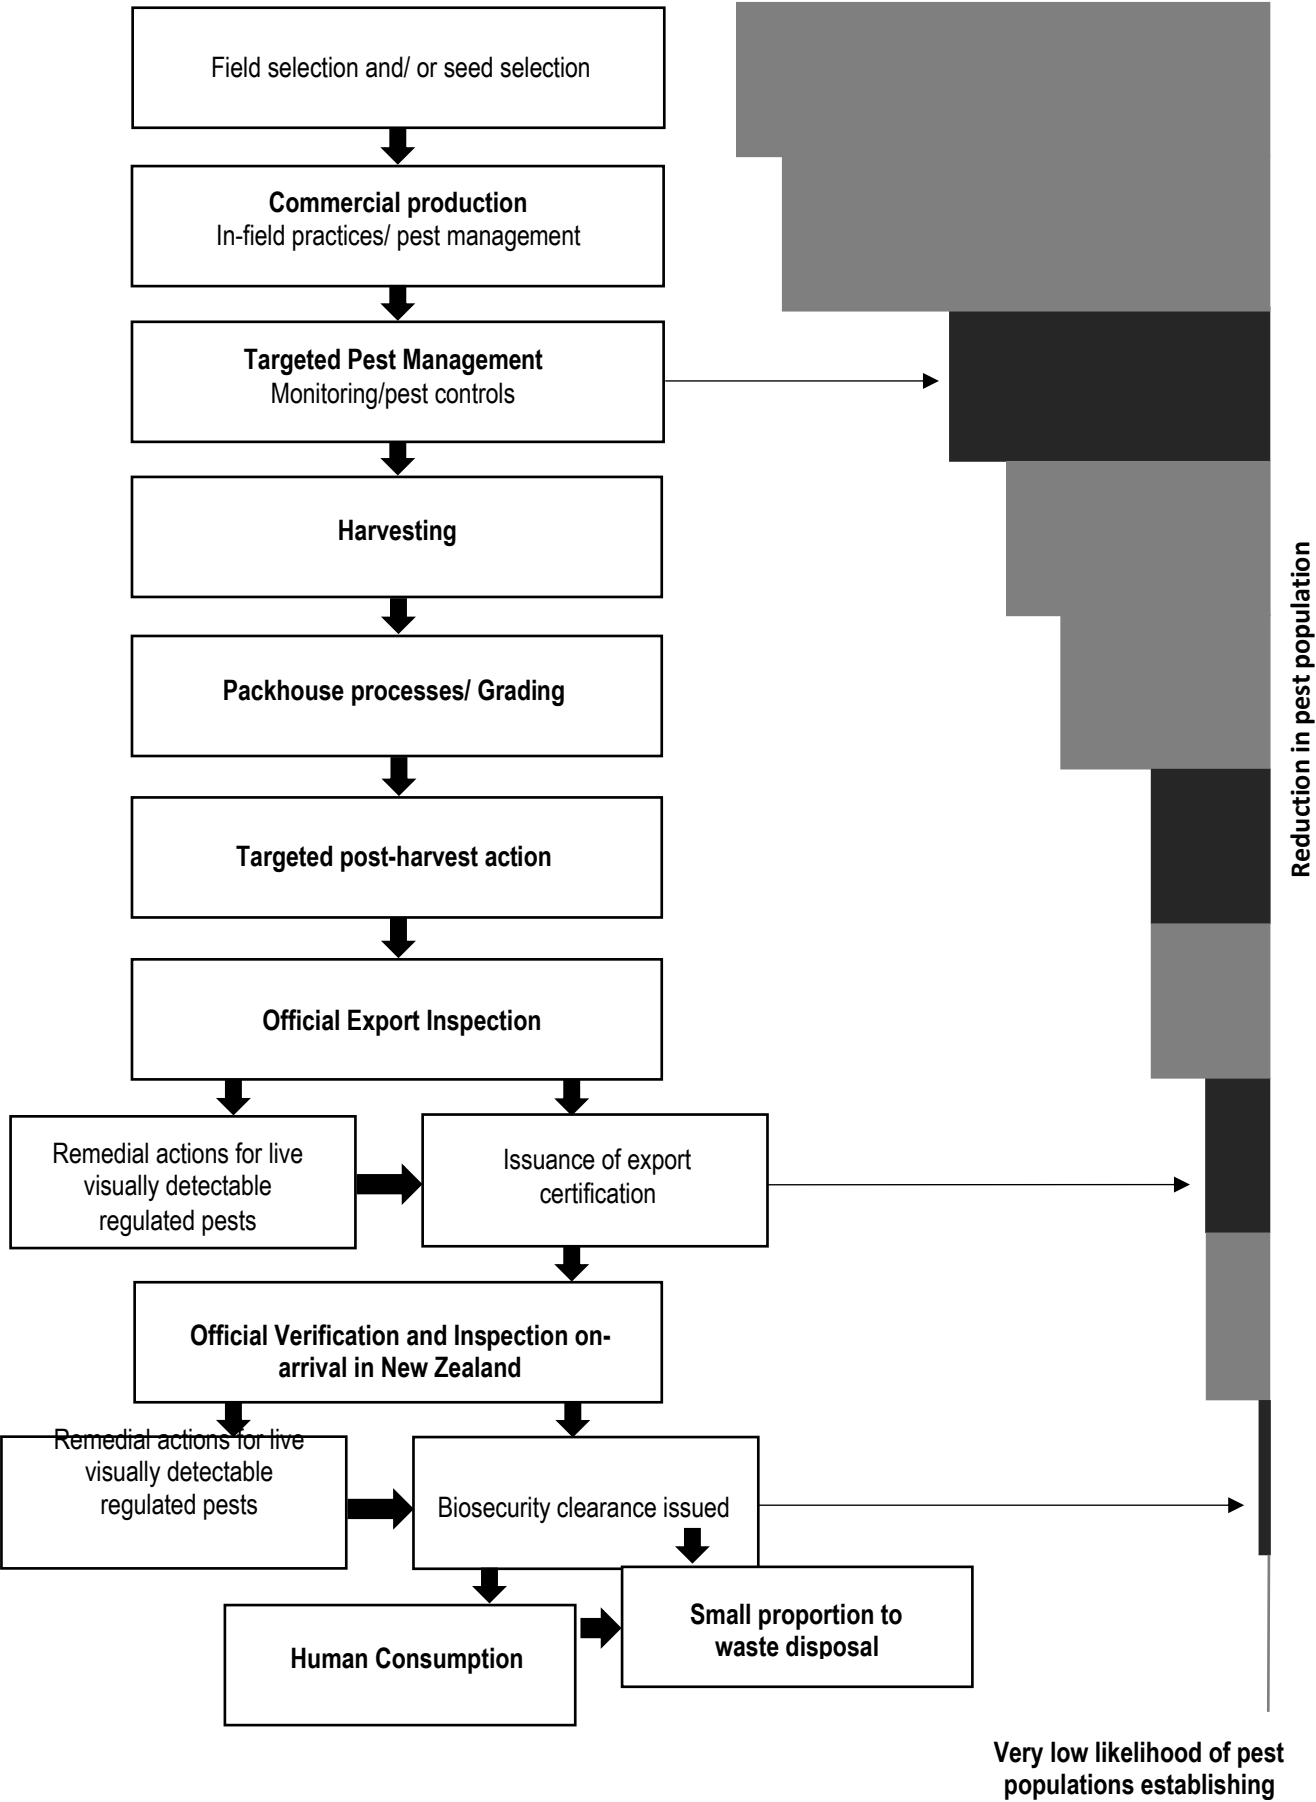 Field selection and/ or seed selection
Commercial production
In-field practices/ pest management
Targeted Pest Management
Monitoring/pest controls
Harvesting
Packhouse processes/ Grading
Targeted post-harvest action
Official Export Inspection
Remedial actions for live
visually detectable
regulated pests
Issuance of export
certification
Official Verification and Inspection on-
arrival in New Zealand
Remedial actions for live
visually detectable
regulated pests
Biosecurity clearance issued
Small proportion to
waste disposal
Human Consumption
Reduction in pest population
Very low likelihood of pest
populations establishing